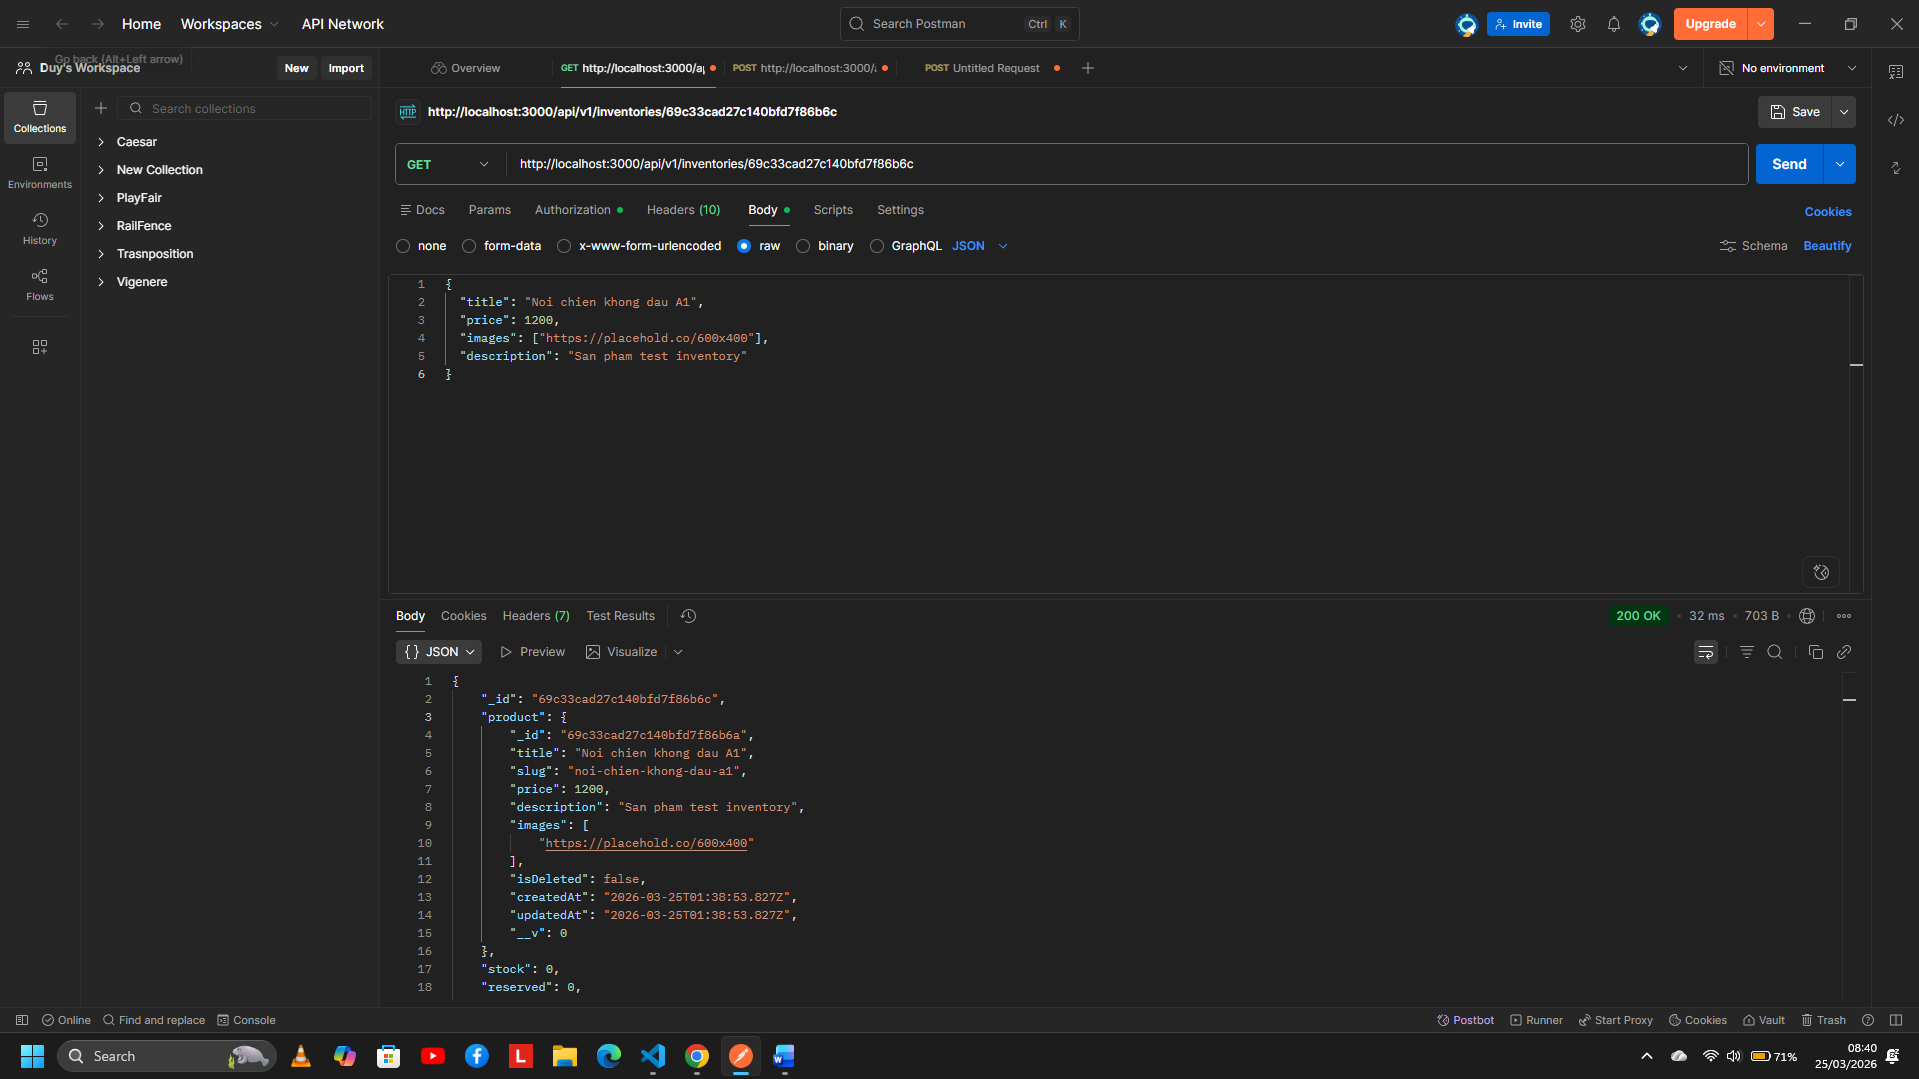 Home
Workspaces
API Network
Search Postman
Ctrl
K
Invite
Upgrade
Go back (Alt+Left arrow)
Duy's Workspace
New
Import
Overview
GET http://localhost:3000/a
POST http://localhost:3000/
POST Untitled Request
No environment
Collections
Search collections
Caesar
New Collection
PlayFair
RailFence
Trasnposition
Vigenere
Environments
History
Flows
HTTP
http://localhost:3000/api/v1/inventories/69c33cad27c140bfd7f86b6c
Save
GET
http://localhost:3000/api/v1/inventories/69c33cad27c140bfd7f86b6c
Send
Docs
Params
Authorization
Headers (10)
Body
Scripts
Settings
Cookies
none
form-data
x-www-form-urlencoded
raw
binary
GraphQL
JSON
Schema
Beautify
1 {
2 "title": "Noi chien khong dau A1",
3 "price": 1200,
4 "images": ["https://placehold.co/600x400"],
5 "description": "San pham test inventory"
6 }
Body
Cookies
Headers (7)
Test Results
200 OK
32 ms
703 B
{} JSON
Preview
Visualize
1 {
2 "_id": "69c33cad27c140bfd7f86b6c",
3 "product": {
4 "_id": "69c33cad27c140bfd7f86b6a",
5 "title": "Noi chien khong dau A1",
6 "slug": "noi-chien-khong-dau-a1",
7 "price": 1200,
8 "description": "San pham test inventory",
9 "images": [
10 "https://placehold.co/600x400"
11 ],
12 "isDeleted": false,
13 "createdAt": "2026-03-25T01:38:53.827Z",
14 "updatedAt": "2026-03-25T01:38:53.827Z",
15 "__v": 0
16 },
17 "stock": 0,
18 "reserved": 0,
Online
Find and replace
Console
Postbot
Runner
Start Proxy
Cookies
Vault
Trash
Search
L
W
71%
08:40
25/03/2026